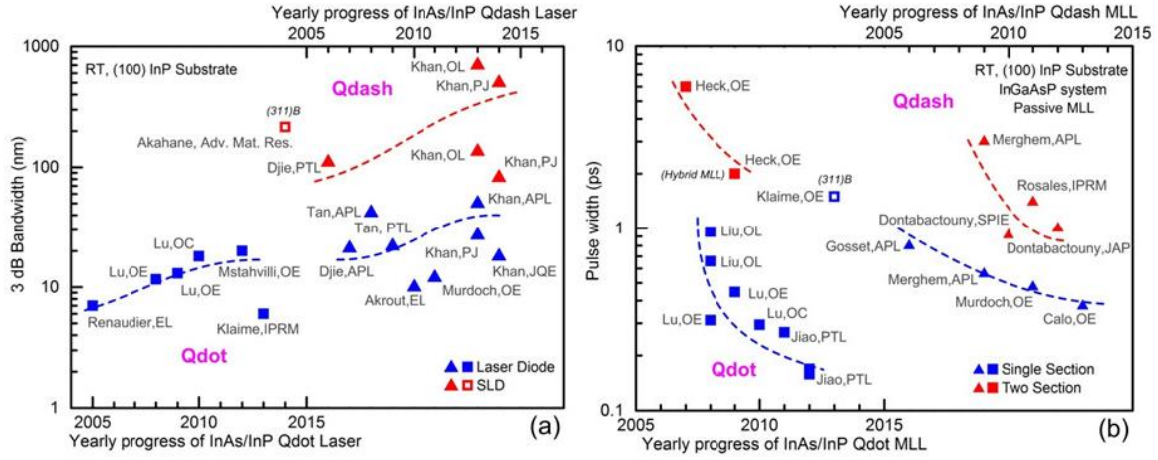 Yearly progress of InAs/InP Qdash Laser
2005 2010 2015
1000
100
10
1
3 dB Bandwidth (nm)
RT, (100) InP Substrate
Qdash
Khan,OL
Khan,PJ
(311)B
Akahane, Adv. Mat. Res.
Djie,PTL
Khan,OL
Khan,PJ
Tan,APL
Khan,APL
Tan, PTL
Lu,OC
Lu,OE
Mstahvilli,OE
Djie,APL
Khan,PJ
Khan,JQE
Lu,OE
Akrout,EL
Murdoch,OE
Renaudier,EL
Klaime,IPRM
Qdot
Laser Diode
SLD
2005 2010 2015
(a)
Yearly progress of InAs/InP Qdot Laser
Yearly progress of InAs/InP Qdash MLL
2005 2010 2015
10
1
0.1
Pulse width (ps)
RT, (100) InP Substrate
InGaAsP system
Passive MLL
Heck,OE
Qdash
Merghem,APL
Heck,OE
(Hybrid MLL)
(311)B
Klaime,OE
Rosales,IPRM
Dontabactouny,SPIE
Dontabactouny,JAP
Liu,OL
Gosset,APL
Liu,OL
Merghem,APL
Lu,OE
Murdoch,OE
Lu,OE
Lu,OC
Calo,OE
Jiao,PTL
Qdot
Jiao,PTL
Single Section
Two Section
2005 2010 2015
(b)
Yearly progress of InAs/InP Qdot MLL